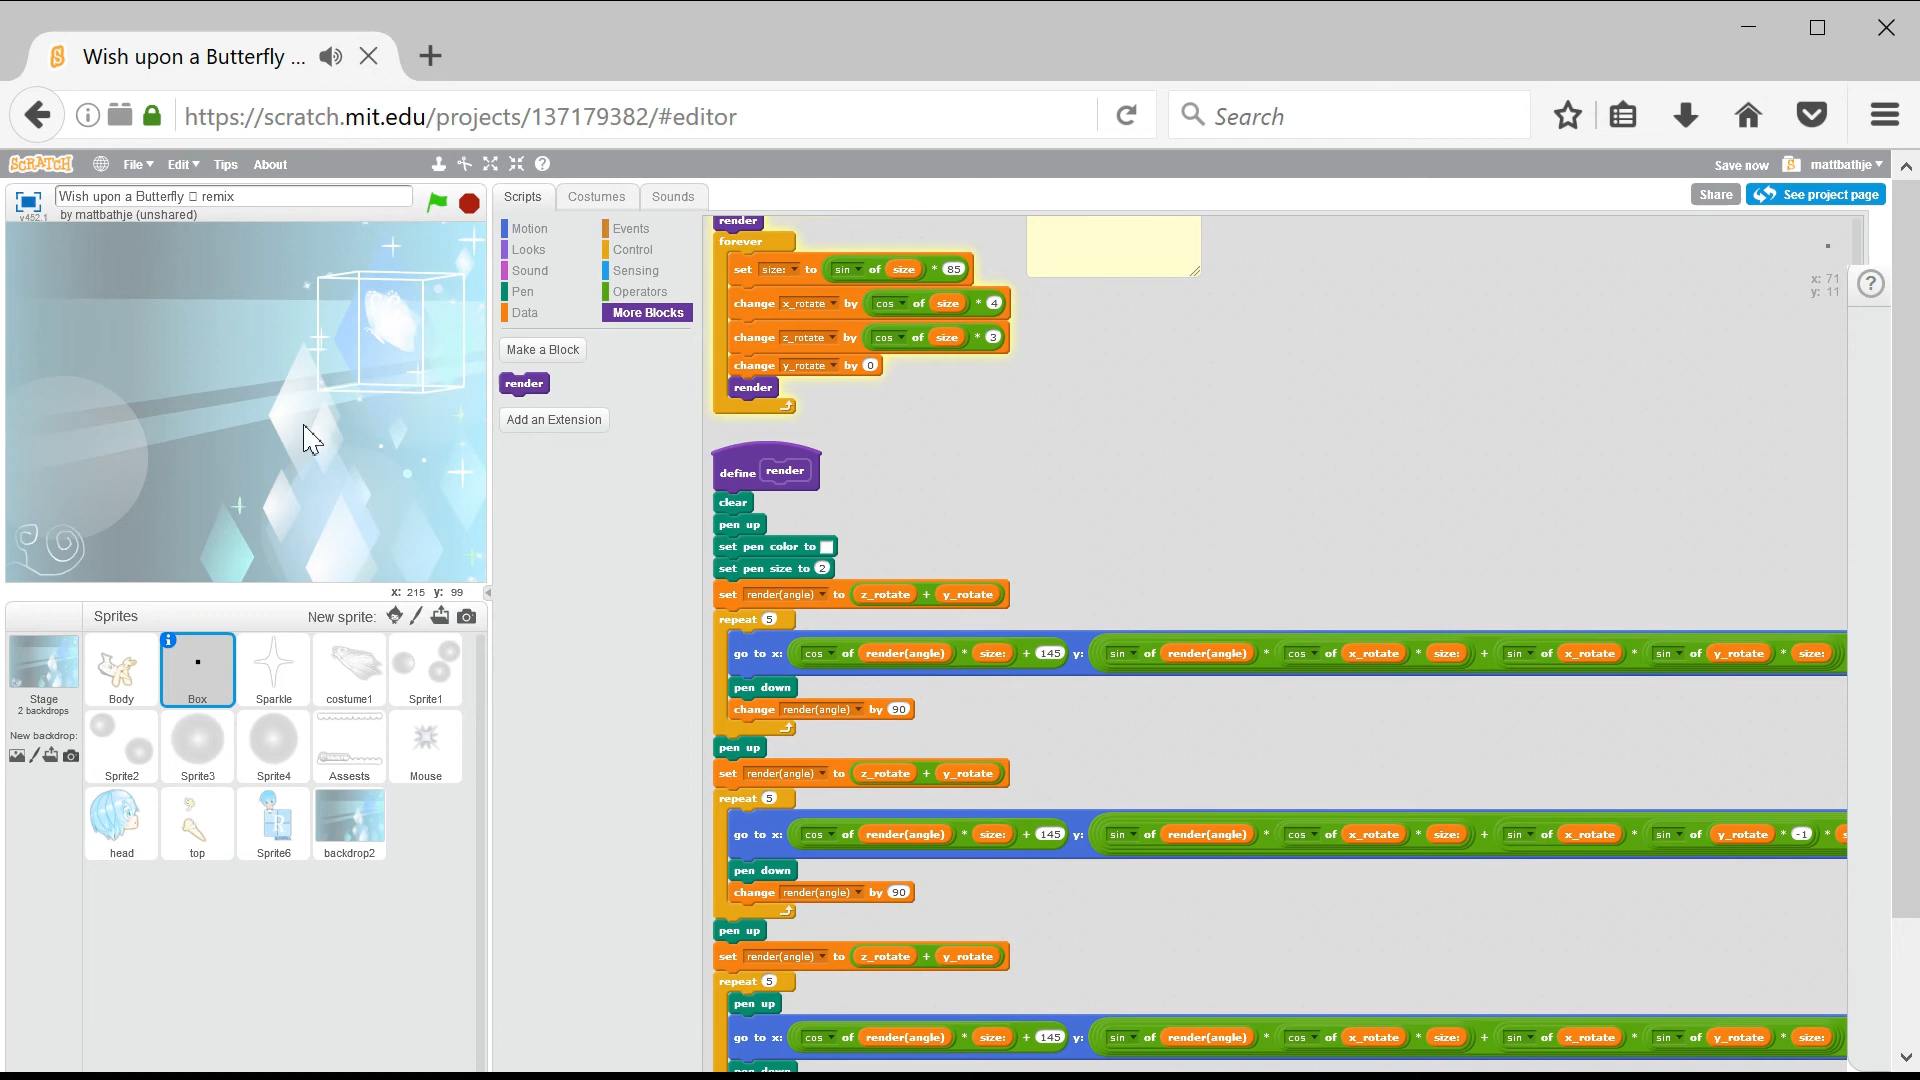 Wish upon a Butterfly ...
https://scratch.mit.edu/projects/137179382/#editor
Search
SCRATCH
File
Edit
Tips
About
Save now
mattbathje
v452.1
Wish upon a Butterfly ▯ remix
by mattbathje (unshared)
Scripts
Costumes
Sounds
Share
See project page
Motion
Looks
Sound
Pen
Data
Events
Control
Sensing
Operators
More Blocks
Make a Block
render
Add an Extension
x: 71
y: 11
render
forever
set size: to sin of size * 85
change x_rotate by cos of size * 4
change z_rotate by cos of size * 3
change y_rotate by 0
render
define render
clear
pen up
set pen color to
set pen size to 2
set render(angle) to z_rotate + y_rotate
repeat 5
go to x: cos of render(angle) * size: + 145 y: sin of render(angle) * cos of x_rotate * size: + sin of x_rotate * sin of y_rotate * size:
pen down
change render(angle) by 90
pen up
set render(angle) to z_rotate + y_rotate
repeat 5
go to x: cos of render(angle) * size: + 145 y: sin of render(angle) * cos of x_rotate * size: + sin of x_rotate * sin of y_rotate * -1 * s
pen down
change render(angle) by 90
pen up
set render(angle) to z_rotate + y_rotate
repeat 5
pen up
go to x: cos of render(angle) * size: + 145 y: sin of render(angle) * cos of x_rotate * size: + sin of x_rotate * sin of y_rotate * size:
pen down
x: 215 y: 99
Sprites
New sprite:
Stage
2 backdrops
New backdrop:
Body
Box
Sparkle
costume1
Sprite1
Sprite2
Sprite3
Sprite4
Assests
Mouse
head
top
R
Sprite6
backdrop2